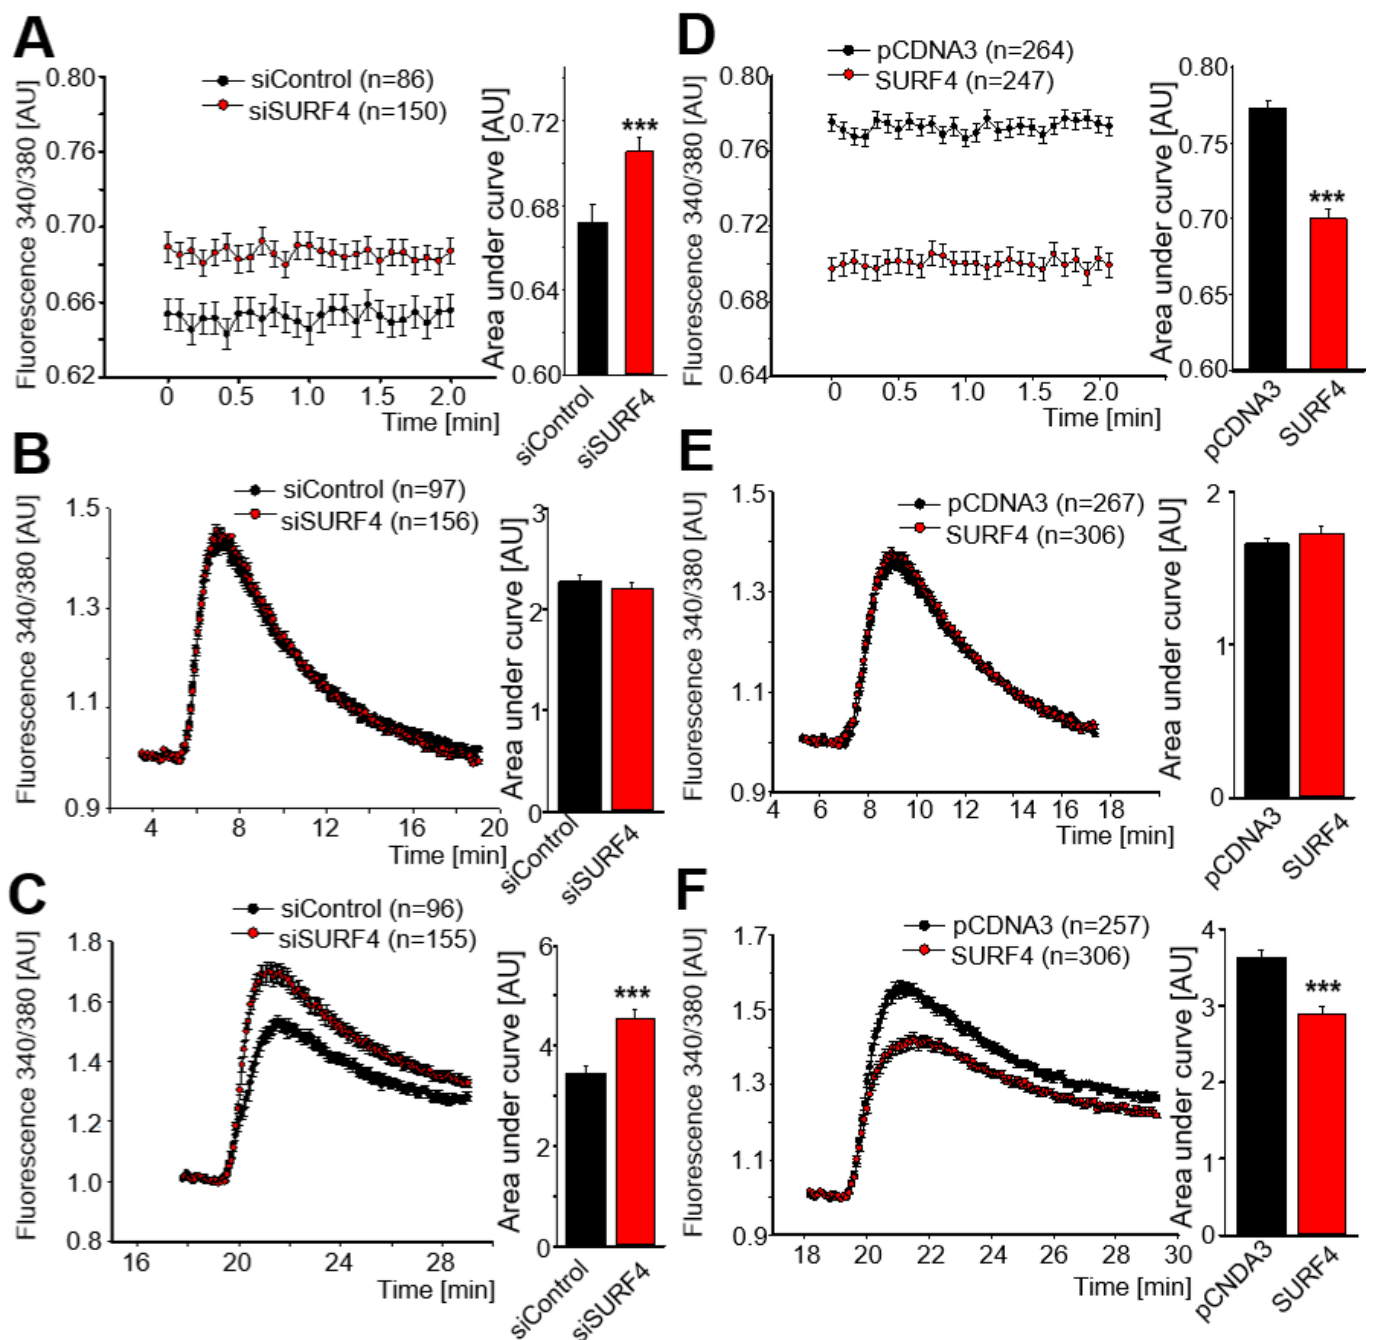 A
siControl (n=86)
siSURF4 (n=150)
Fluorescence 340/380 [AU]
0.80
0.76
0.70
0.66
0.62
0 0.5 1.0 1.5 2.0
Time [min]
Area under curve [AU]
0.72
0.68
0.64
0.60
***
siControl
siSURF4
D
pCDNA3 (n=264)
SURF4 (n=247)
Fluorescence 340/380 [AU]
0.80
0.76
0.72
0.68
0.64
0 0.5 1.0 1.5 2.0
Time [min]
Area under curve [AU]
0.80
0.75
0.70
0.65
0.60
***
pCDNA3
SURF4
B
siControl (n=97)
siSURF4 (n=156)
Fluorescence 340/380 [AU]
1.5
1.3
1.1
0.9
4 8 12 16 20
Time [min]
Area under curve [AU]
3
2
1
0
siControl
siSURF4
E
pCDNA3 (n=267)
SURF4 (n=306)
Fluorescence 340/380 [AU]
1.5
1.3
1.1
0.9
4 6 8 10 12 14 16 18
Time [min]
Area under curve [AU]
2
1
0
pCDNA3
SURF4
C
siControl (n=96)
siSURF4 (n=155)
Fluorescence 340/380 [AU]
1.8
1.6
1.4
1.2
1.0
0.8
16 20 24 28
Time [min]
Area under curve [AU]
6
4
2
0
***
siControl
siSURF4
F
pCDNA3 (n=257)
SURF4 (n=306)
Fluorescence 340/380 [AU]
1.7
1.5
1.3
1.1
0.9
18 20 22 24 26 28 30
Time [min]
Area under curve [AU]
4
3
2
1
0
***
pCNDA3
SURF4